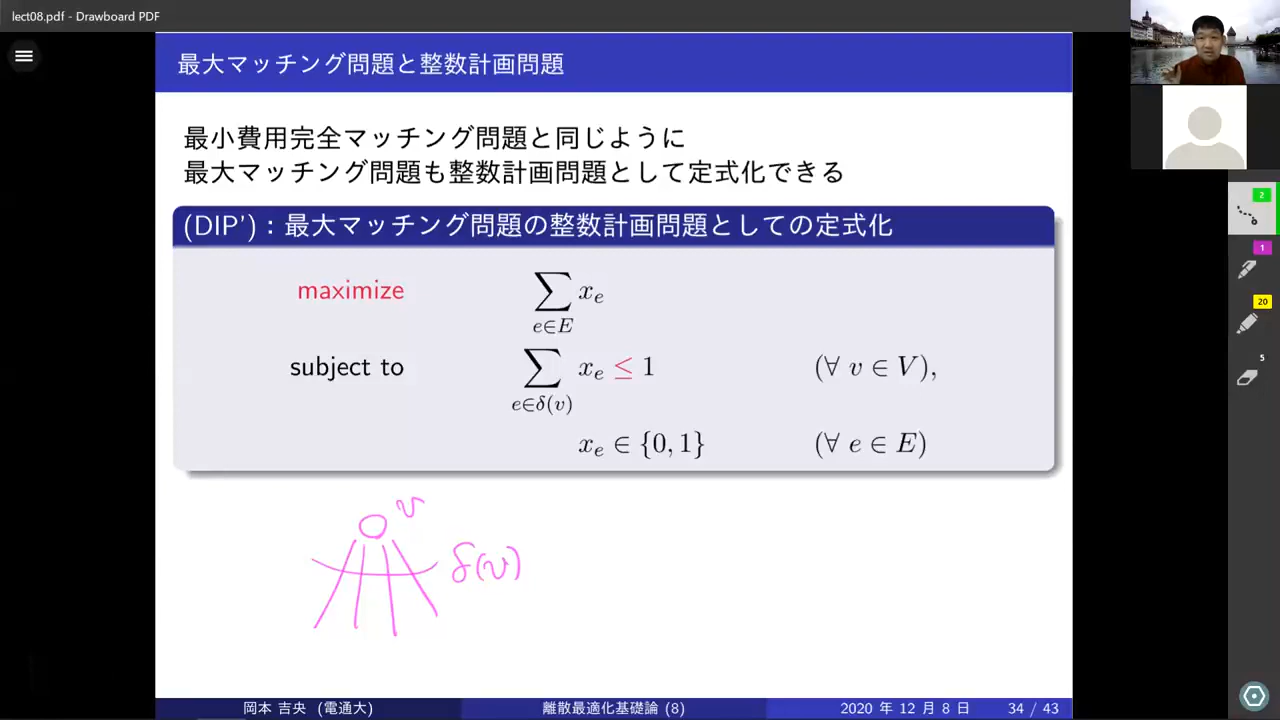 lect08.pdf - Drawboard PDF
最大マッチング問題と整数計画問題
最小費用完全マッチング問題と同じように
最大マッチング問題も整数計画問題として定式化できる
(DIP') : 最大マッチング問題の整数計画問題としての定式化
maximize ∑ x_e
e∈E
subject to ∑ x_e ≤ 1 (∀ v ∈ V),
e∈δ(v)
x_e ∈ {0, 1} (∀ e ∈ E)
v
δ(v)
岡本 吉央 (電通大) 離散最適化基礎論 (8) 2020 年 12 月 8 日 34 / 43
2
1
20
5